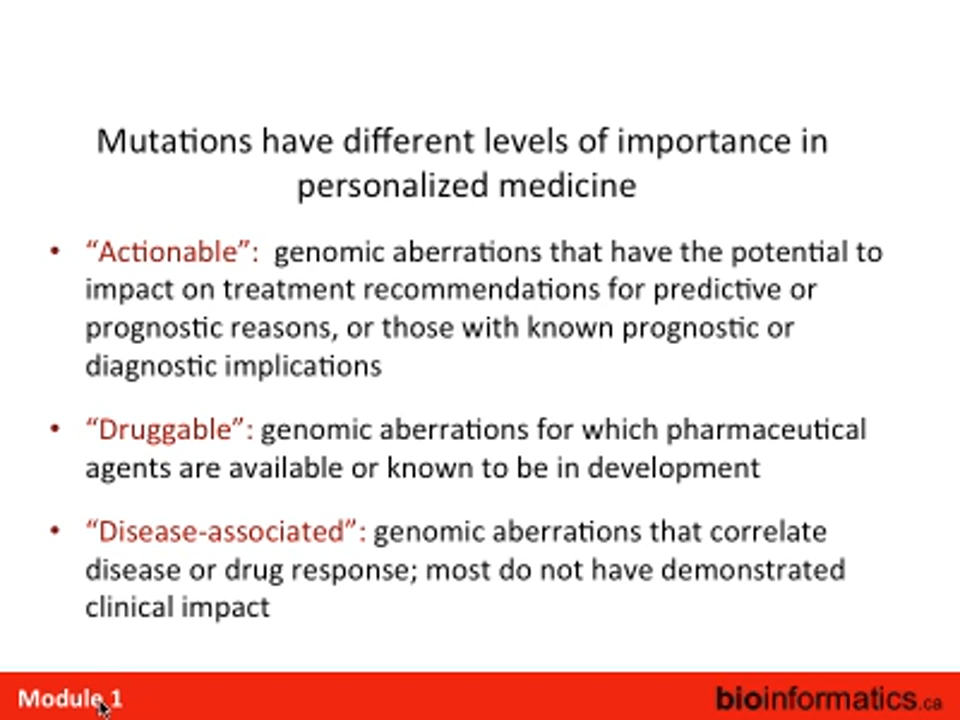 Mutations have different levels of importance in
personalized medicine
• “Actionable”:  genomic aberrations that have the potential to
impact on treatment recommendations for predictive or
prognostic reasons, or those with known prognostic or
diagnostic implications
• “Druggable”: genomic aberrations for which pharmaceutical
agents are available or known to be in development
• “Disease-associated”: genomic aberrations that correlate
disease or drug response; most do not have demonstrated
clinical impact
Module 1
bioinformatics.ca